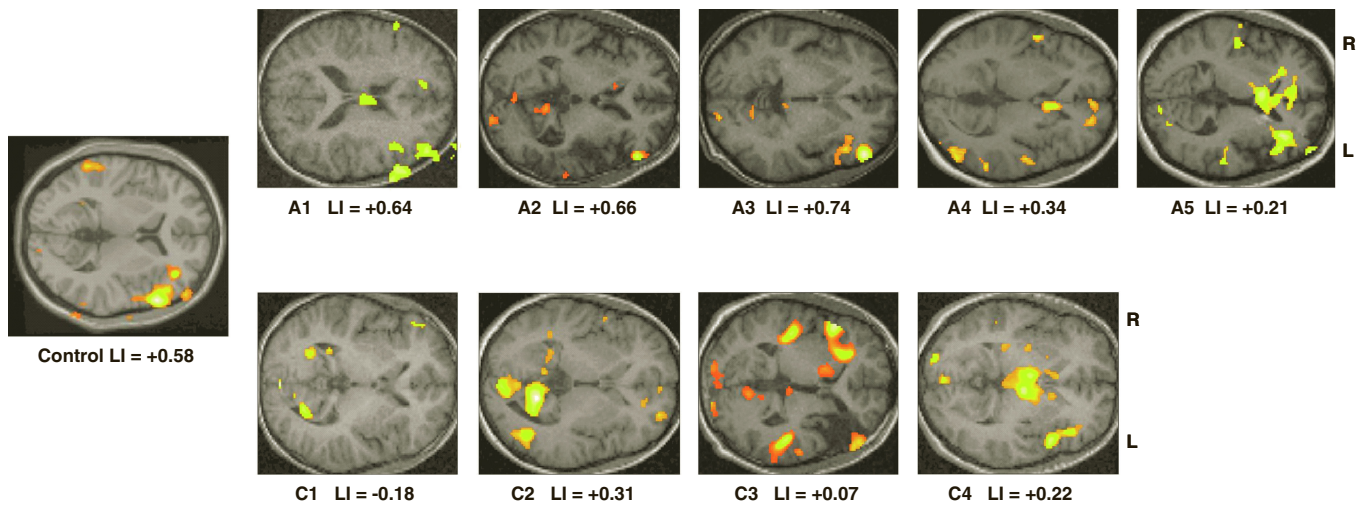 R
L
A1 LI = +0.64
A2 LI = +0.66
A3 LI = +0.74
A4 LI = +0.34
A5 LI = +0.21
Control LI = +0.58
R
L
C1 LI = -0.18
C2 LI = +0.31
C3 LI = +0.07
C4 LI = +0.22